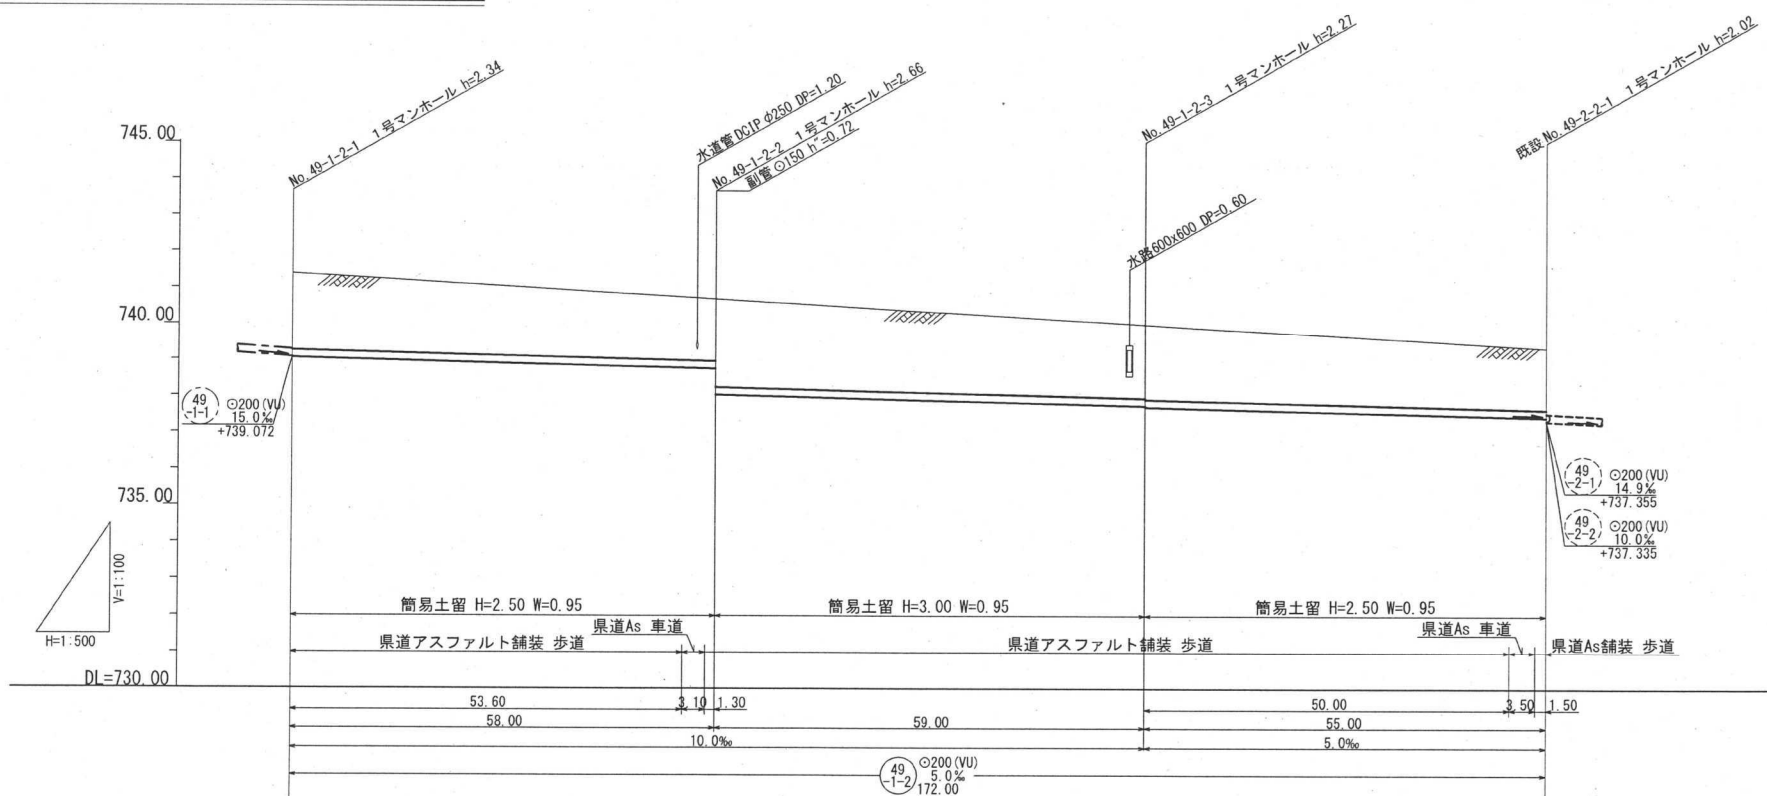 No.49-1-2-1 1号マンホール h=2.34
水道管 DCIP φ250 DP=1.20
No.49-1-2-2 1号マンホール h=2.66
副管 ⊙150 h"=0.72
No.49-1-2-3 1号マンホール h=2.27
既設 No.49-2-2-1 1号マンホール h=2.02
水路600x600 DP=0.60
745.00
740.00
735.00
DL=730.00
49
-1-1
⊙200(VU)
15.0‰
+739.072
49
-2-1
⊙200(VU)
14.9‰
+737.355
49
-2-2
⊙200(VU)
10.0‰
+737.335
V=1:100
H=1:500
簡易土留 H=2.50 W=0.95
簡易土留 H=3.00 W=0.95
簡易土留 H=2.50 W=0.95
県道アスファルト舗装 歩道
県道As 車道
県道アスファルト舗装 歩道
県道As 車道
県道As舗装 歩道
53.60
3.10
1.30
50.00
3.50
1.50
58.00
59.00
55.00
10.0‰
5.0‰
49
-1-2
⊙200(VU)
5.0‰
172.00